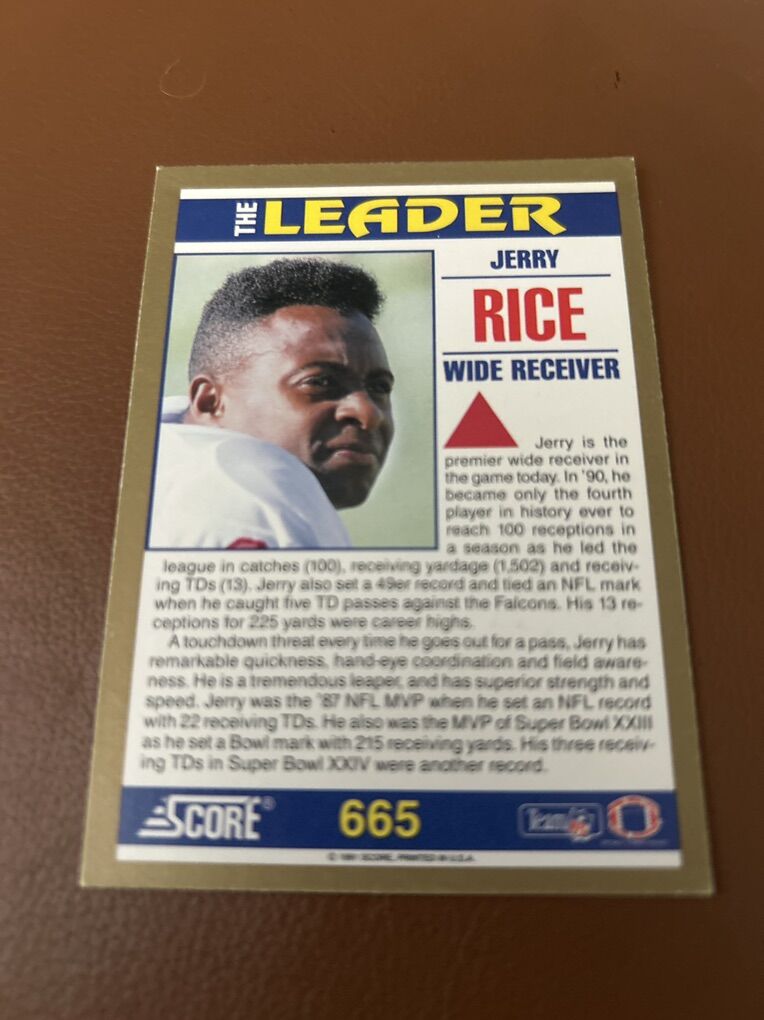 THE LEADER
JERRY
RICE
WIDE RECEIVER
Jerry is the
premier wide receiver in
the game today. In '90, he
became only the fourth
player in history ever to
reach 100 receptions in
a season as he led the
league in catches (100), receiving yardage (1,502) and receiv-
ing TDs (13). Jerry also set a 49er record and tied an NFL mark
when he caught five TD passes against the Falcons. His 13 re-
ceptions for 225 yards were career highs.
A touchdown threat every time he goes out for a pass, Jerry has
remarkable quickness, hand-eye coordination and field aware-
ness. He is a tremendous leaper, and has superior strength and
speed. Jerry was the '87 NFL MVP when he set an NFL record
with 22 receiving TDs. He also was the MVP of Super Bowl XXIII
as he set a Bowl mark with 215 receiving yards. His three receiv-
ing TDs in Super Bowl XXIV were another record.
SCORE® 665 Team NFL
© 1991 SCORE, PRINTED IN U.S.A.